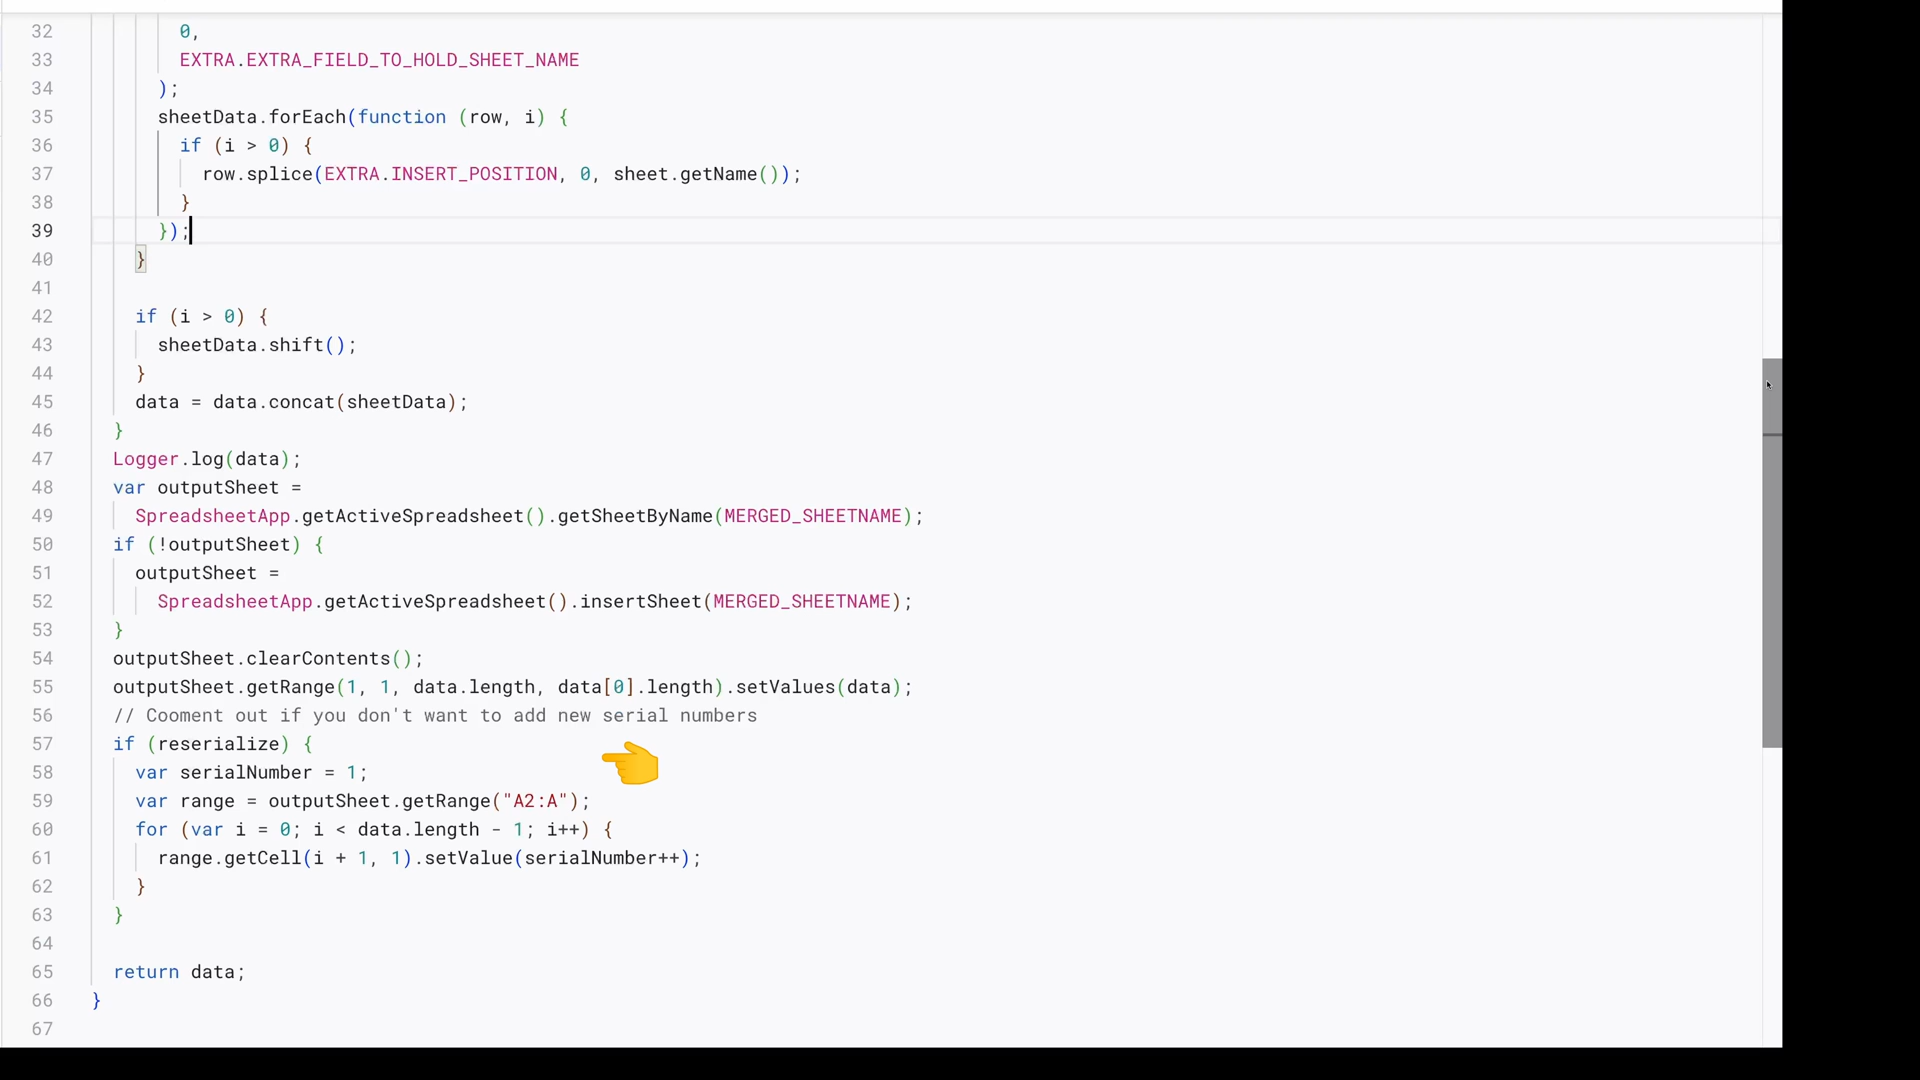 32 0,
33 EXTRA.EXTRA_FIELD_TO_HOLD_SHEET_NAME
34 );
35 sheetData.forEach(function (row, i) {
36 if (i > 0) {
37 row.splice(EXTRA.INSERT_POSITION, 0, sheet.getName());
38 }
39 });
40 }
41
42 if (i > 0) {
43 sheetData.shift();
44 }
45 data = data.concat(sheetData);
46 }
47 Logger.log(data);
48 var outputSheet =
49 SpreadsheetApp.getActiveSpreadsheet().getSheetByName(MERGED_SHEETNAME);
50 if (!outputSheet) {
51 outputSheet =
52 SpreadsheetApp.getActiveSpreadsheet().insertSheet(MERGED_SHEETNAME);
53 }
54 outputSheet.clearContents();
55 outputSheet.getRange(1, 1, data.length, data[0].length).setValues(data);
56 // Cooment out if you don't want to add new serial numbers
57 if (reserialize) {
58 var serialNumber = 1;
59 var range = outputSheet.getRange("A2:A");
60 for (var i = 0; i < data.length - 1; i++) {
61 range.getCell(i + 1, 1).setValue(serialNumber++);
62 }
63 }
64
65 return data;
66 }
67